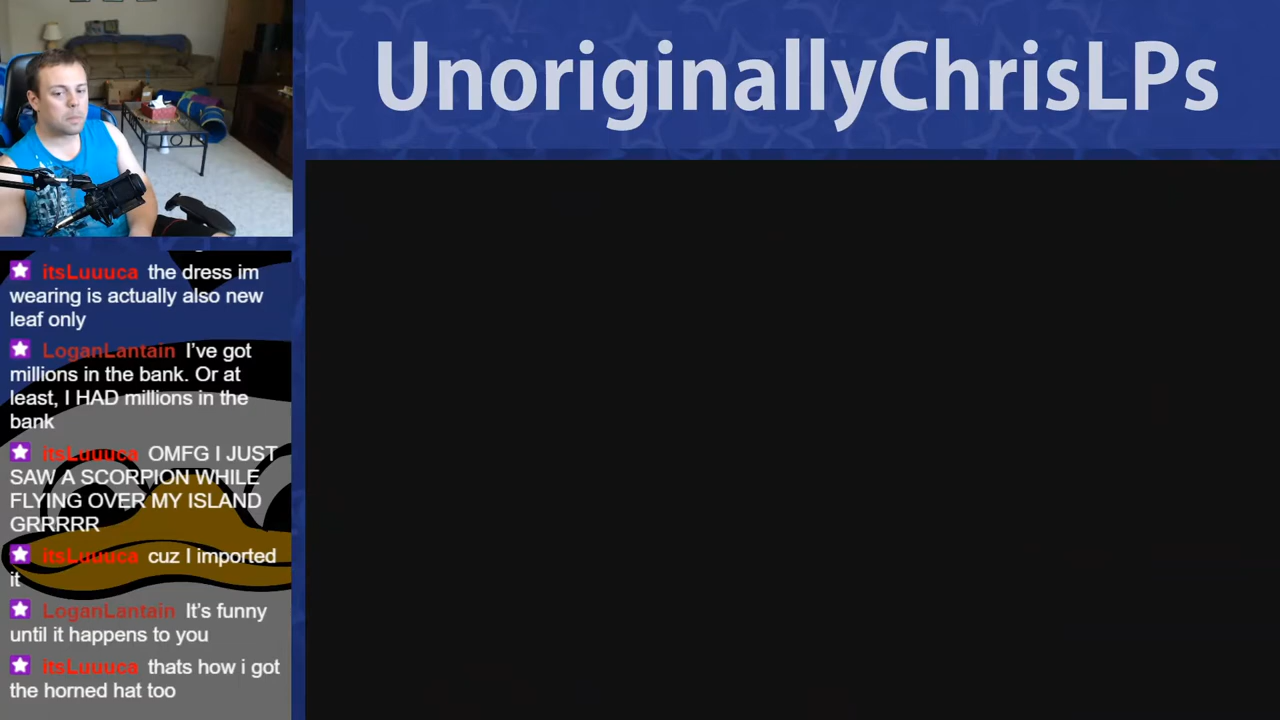 UnoriginallyChrisLPs
itsLuuuca the dress im
wearing is actually also new
leaf only
LoganLantain I've got
millions in the bank. Or at
least, I HAD millions in the
bank
itsLuuuca OMFG I JUST
SAW A SCORPION WHILE
FLYING OVER MY ISLAND
GRRRRR
itsLuuuca cuz I imported
it
LoganLantain It's funny
until it happens to you
itsLuuuca thats how i got
the horned hat too